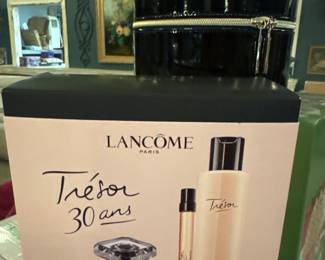 LANCÔME
PARIS
Trésor
30 ans
Trésor